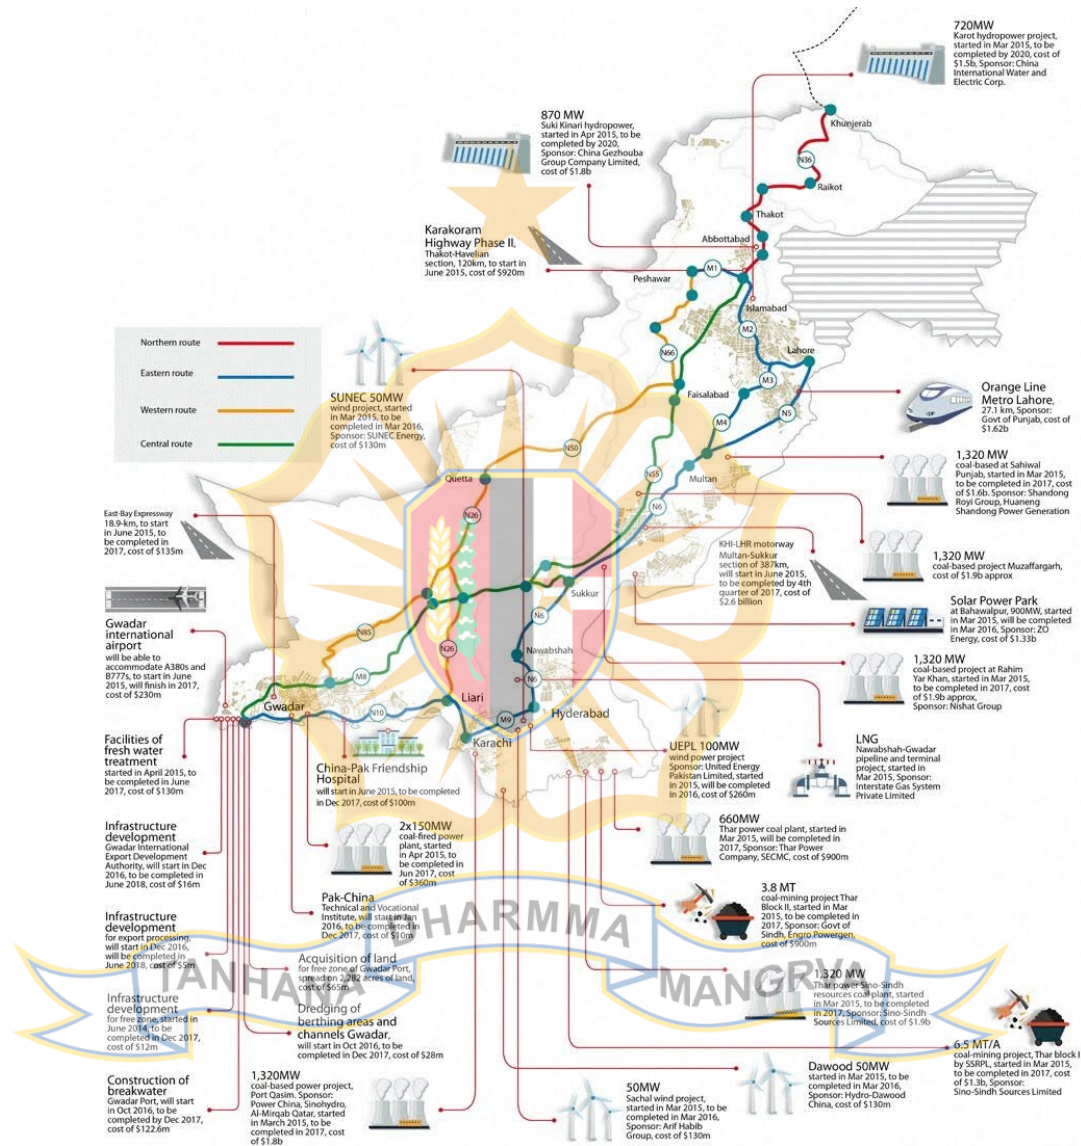 720MW
Karot hydropower project,
started in Mar 2015, to be
completed by 2020, cost of
$1.5b, Sponsor: China
International Water and
Electric Corp.
870 MW
Suki Kinari hydropower,
started in Apr 2015, to be
completed by 2020,
Sponsor: China Gezhouba
Group Company Limited,
cost of $1.8b
Khunjerab
N36
Raikot
Thakot
Abbottabad
Karakoram
Highway Phase II,
Thakot-Havelian
section, 120km, to start in
June 2015, cost of $920m
Peshawar
M1
Islamabad
M2
Northern route
Eastern route
Western route
Central route
SUNEC 50MW
wind project, started
in Mar 2015, to be
completed in Mar 2016,
Sponsor: SUNEC Energy,
cost of $130m
N66
Lahore
M3
Faisalabad
M4
N5
Orange Line
Metro Lahore,
27.1 km, Sponsor:
Govt of Punjab, cost of
$1.62b
N50
1,320 MW
coal-based at Sahiwal
Punjab, started in Mar 2015,
to be completed in 2017, cost
of $1.6b. Sponsor: Shandong
Royi Group, Huaneng
Shandong Power Generation
Quetta
N55
Multan
N6
N26
East-Bay Expressway
18.9-km, to start
in June 2015, to
be completed in
2017, cost of $135m
KHI-LHR motorway
Multan-Sukkur
section of 387km,
will start in June 2015,
to be completed by 4th
quarter of 2017, cost of
$2.6 billion
1,320 MW
coal-based project Muzaffargarh,
cost of $1.9b approx
Solar Power Park
at Bahawalpur, 900MW, started
in Mar 2015, will be completed
in Mar 2016, Sponsor: ZO
Energy, cost of $1.33b
Sukkur
N6
Gwadar
international
airport
will be able to
accommodate A380s and
B777s, to start in June
2015, will finish in 2017,
cost of $230m
N85
N26
Nawabshah
M8
N6
1,320 MW
coal-based project at Rahim
Yar Khan, started in Mar 2015,
to be completed in 2017, cost
of $1.9b approx,
Sponsor: Nishat Group
Gwadar
Liari
N10
M9
Hyderabad
Karachi
Facilities of
fresh water
treatment
started in April 2015, to
be completed in June
2017, cost of $130m
China-Pak Friendship
Hospital
will start in June 2015, to be completed
in Dec 2017, cost of $100m
UEPL 100MW
wind power project
Sponsor: United Energy
Pakistan Limited, started
in 2015, will be completed
in 2016, cost of $260m
LNG
Nawabshah-Gwadar
pipeline and terminal
project, started in
Mar 2015, Sponsor:
Interstate Gas System
Private Limited
Infrastructure
development
Gwadar International
Export Development
Authority, will start in Dec
2016, to be completed in
June 2018, cost of $16m
2x150MW
coal-fired power
plant, started
in Apr 2015, to
be completed in
Jun 2017, cost of
$360m
660MW
Thar power coal plant, started in
Mar 2015, will be completed in
2017, Sponsor: Thar Power
Company, SECMC, cost of $900m
Pak-China
Technical and Vocational
Institute, will start in Jan
2016, to be completed in
Dec 2017, cost of $10m
3.8 MT
coal-mining project Thar
Block II, started in Mar
2015, to be completed in
2017, Sponsor: Govt of
Sindh, Engro Powergen,
cost of $900m
Infrastructure
development
for export processing,
will start in Dec 2016,
will be completed in
June 2018, cost of $5m
TANHANA DHARMMA MANGRVA
Acquisition of land
for free zone of Gwadar Port,
spread on 2,282 acres of land,
cost of $65m
1,320 MW
Thar power Sino-Sindh
resources coal plant, started
in Mar 2015, to be completed
in 2017, Sponsor: Sino-Sindh
Sources Limited, cost of $1.9b
Infrastructure
development
for free zone, started in
June 2014, to be
completed in Dec 2017,
cost of $12m
Dredging of
berthing areas and
channels Gwadar,
will start in Oct 2016, to be
completed in Dec 2017, cost of $28m
6.5 MT/A
coal-mining project, Thar block I
by SSRPL, started in Mar 2015,
to be completed in 2017, cost
of $1.3b, Sponsor:
Sino-Sindh Sources Limited
Construction of
breakwater
Gwadar Port, will start
in Oct 2016, to be
completed by Dec 2017,
cost of $122.6m
1,320MW
coal-based power project,
Port Qasim. Sponsor:
Power China, Sinohydro,
Al-Mirqab Qatar, started
in March 2015, to be
completed in 2017, cost of
$1.8b
50MW
Sachal wind project,
started in Mar 2015, to be
completed in Mar 2016,
Sponsor: Arif Habib
Group, cost of $130m
Dawood 50MW
started in Mar 2015, to be
completed in Mar 2016,
Sponsor: Hydro-Dawood
China, cost of $130m